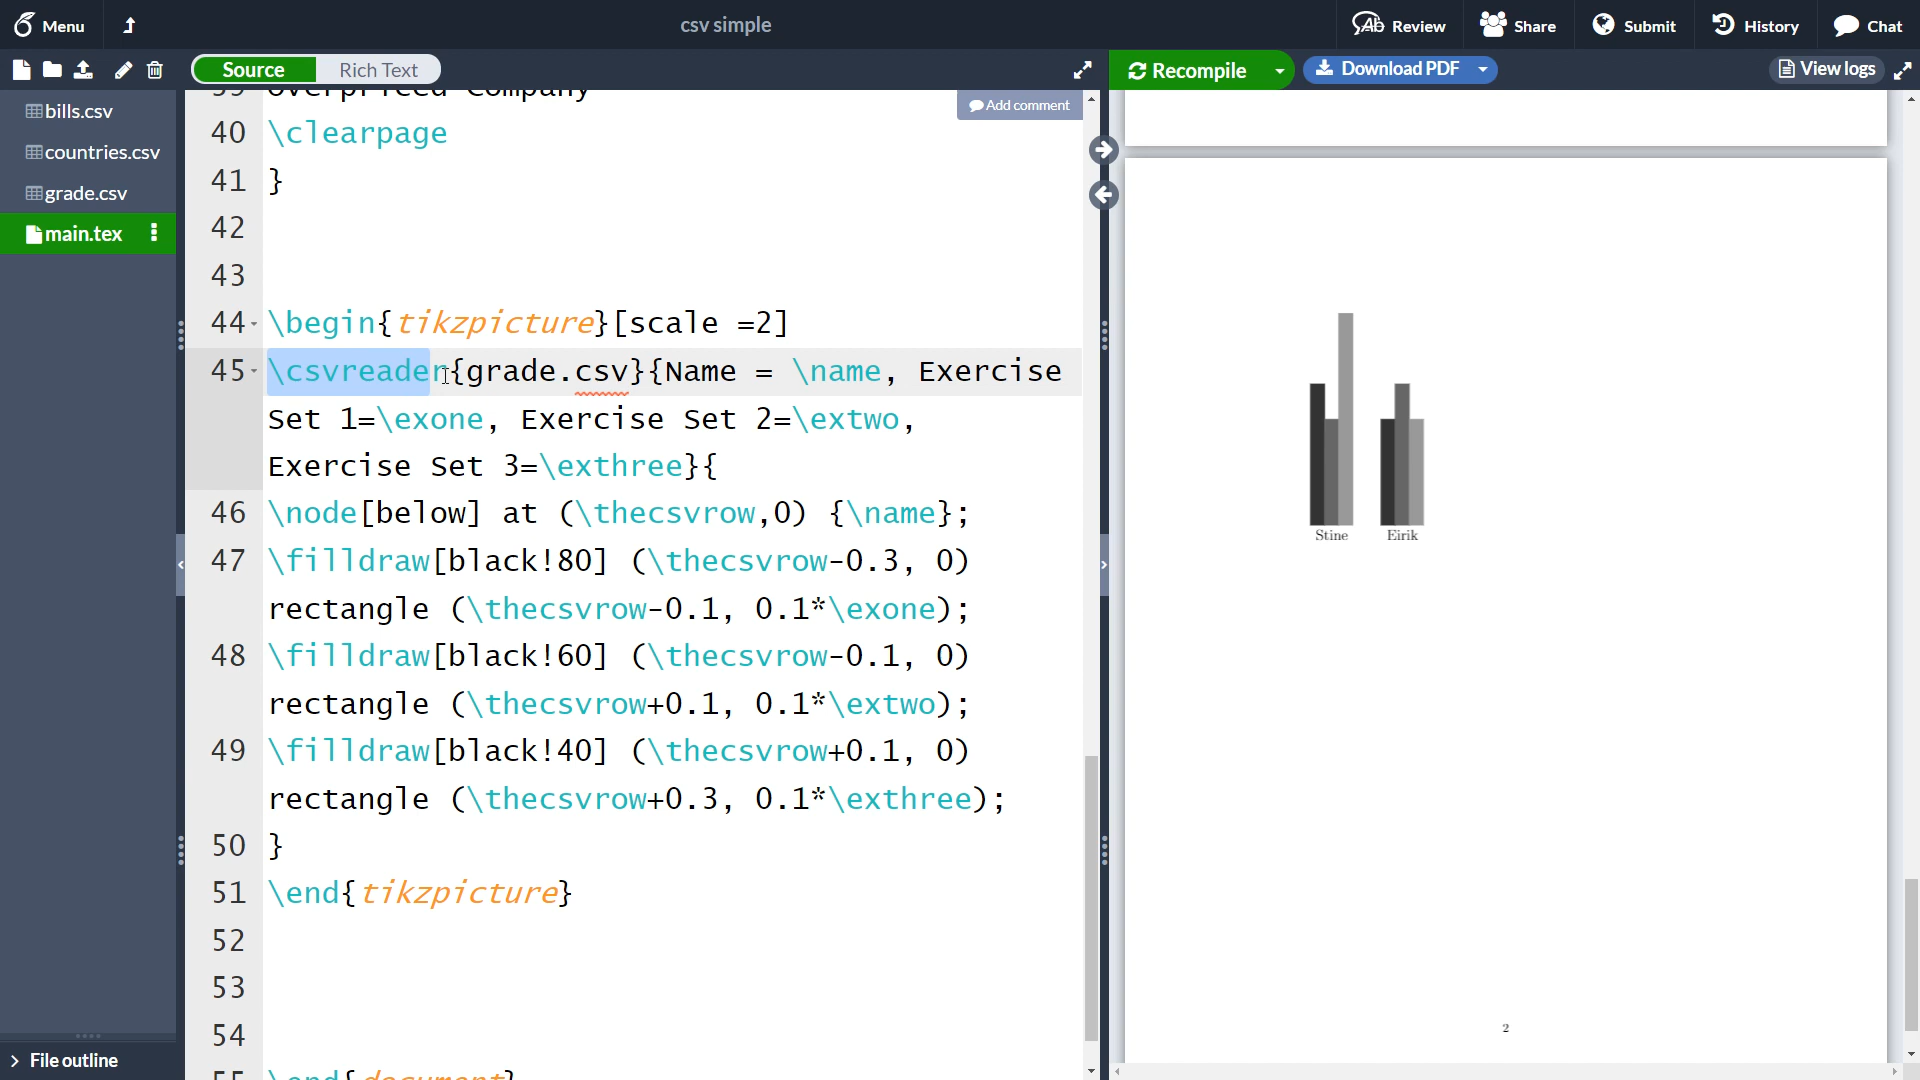 Menu
csv simple
Review
Share
Submit
History
Chat
Source
Rich Text
Recompile
Download PDF
View logs
bills.csv
countries.csv
grade.csv
main.tex
File outline
Add comment
39 Overpriced Company
40 \clearpage
41 }
42
43
44 \begin{tikzpicture}[scale =2]
45 \csvreader{grade.csv}{Name = \name, Exercise
Set 1=\exone, Exercise Set 2=\extwo,
Exercise Set 3=\exthree}{
46 \node[below] at (\thecsvrow,0) {\name};
47 \filldraw[black!80] (\thecsvrow-0.3, 0)
rectangle (\thecsvrow-0.1, 0.1*\exone);
48 \filldraw[black!60] (\thecsvrow-0.1, 0)
rectangle (\thecsvrow+0.1, 0.1*\extwo);
49 \filldraw[black!40] (\thecsvrow+0.1, 0)
rectangle (\thecsvrow+0.3, 0.1*\exthree);
50 }
51 \end{tikzpicture}
52
53
54
55 \end{document}
Stine
Eirik
2